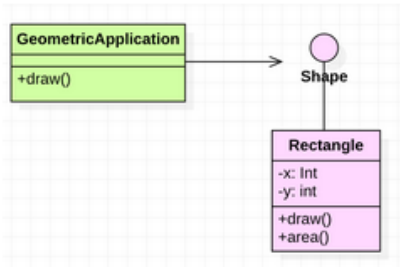 GeometricApplication
+draw()
Shape
Rectangle
-x: Int
-y: int
+draw()
+area()